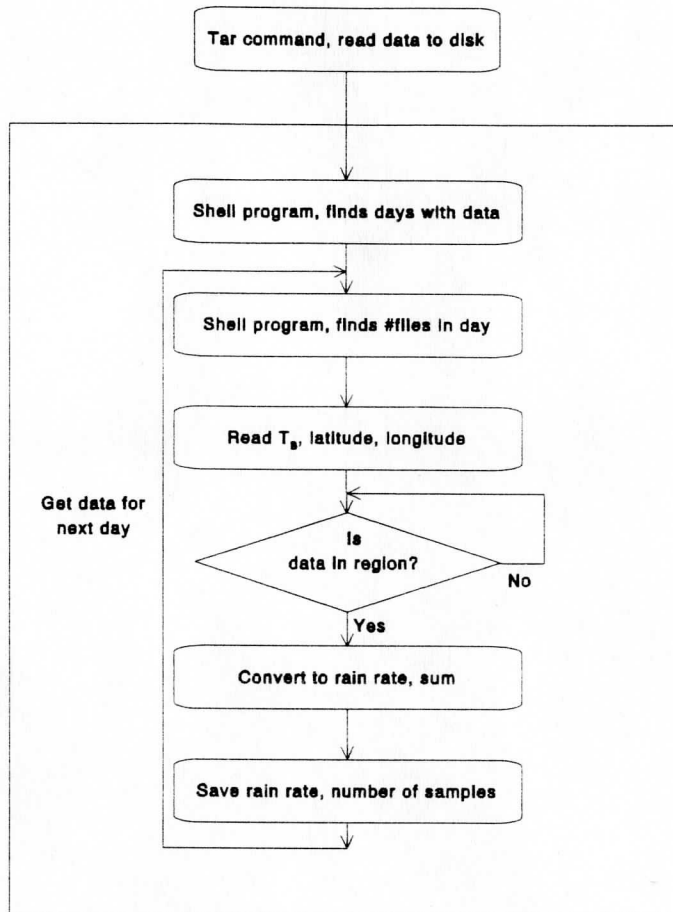 Tar command, read data to disk
Shell program, finds days with data
Shell program, finds #files in day
Read T_B, latitude, longitude
Get data for
next day
Is
data in region?
No
Yes
Convert to rain rate, sum
Save rain rate, number of samples